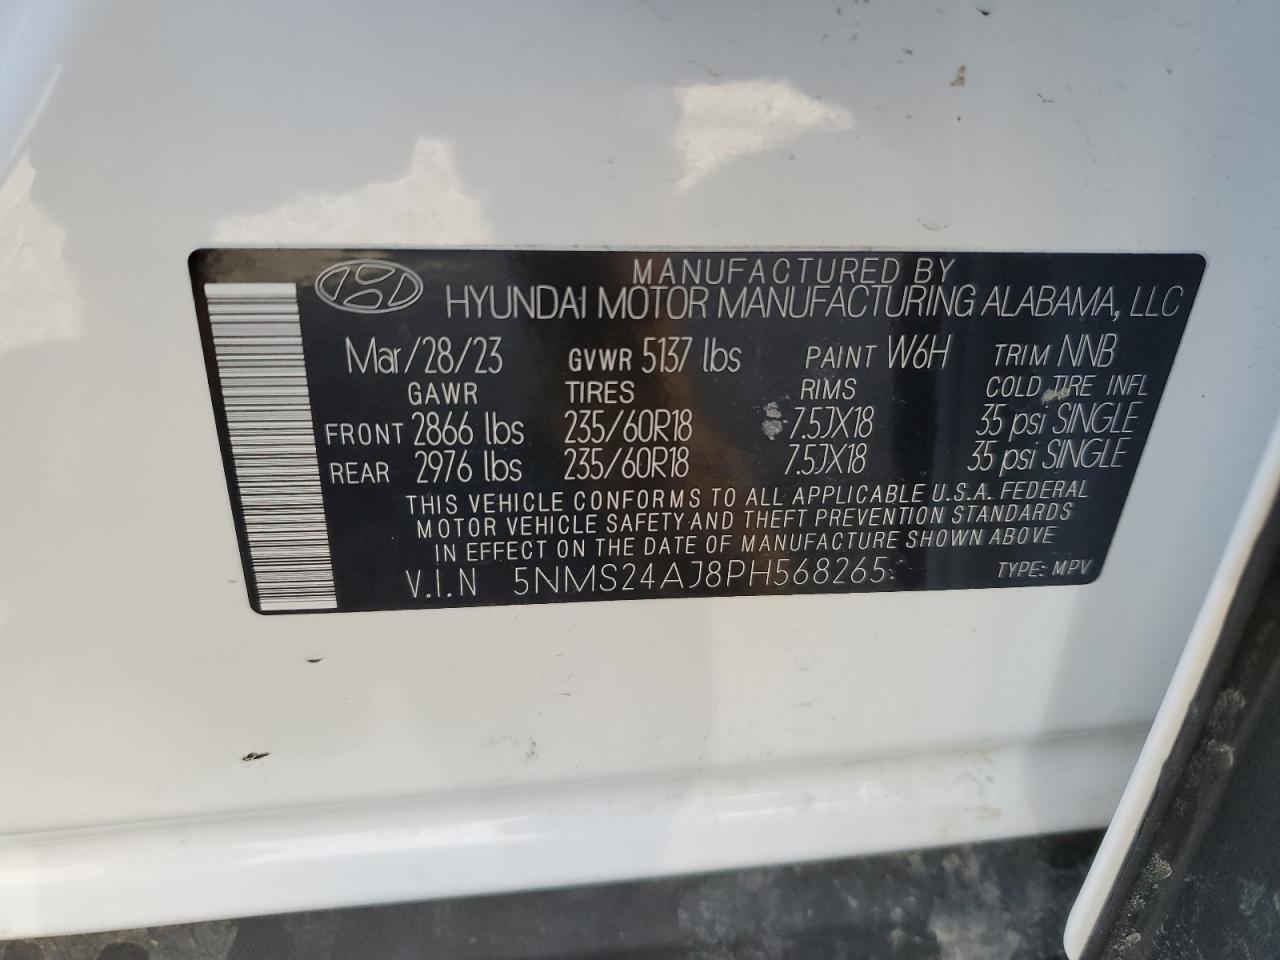 MANUFACTURED BY
HYUNDAI MOTOR MANUFACTURING ALABAMA, LLC
Mar/28/23 GVWR 5137 lbs PAINT W6H TRIM NNB
GAWR TIRES RIMS COLD TIRE INFL
FRONT 2866 lbs 235/60R18 7.5JX18 35 psi SINGLE
REAR 2976 lbs 235/60R18 7.5JX18 35 psi SINGLE
THIS VEHICLE CONFORMS TO ALL APPLICABLE U.S.A. FEDERAL
MOTOR VEHICLE SAFETY AND THEFT PREVENTION STANDARDS
IN EFFECT ON THE DATE OF MANUFACTURE SHOWN ABOVE
V.I.N 5NMS24AJ8PH568265 TYPE: MPV